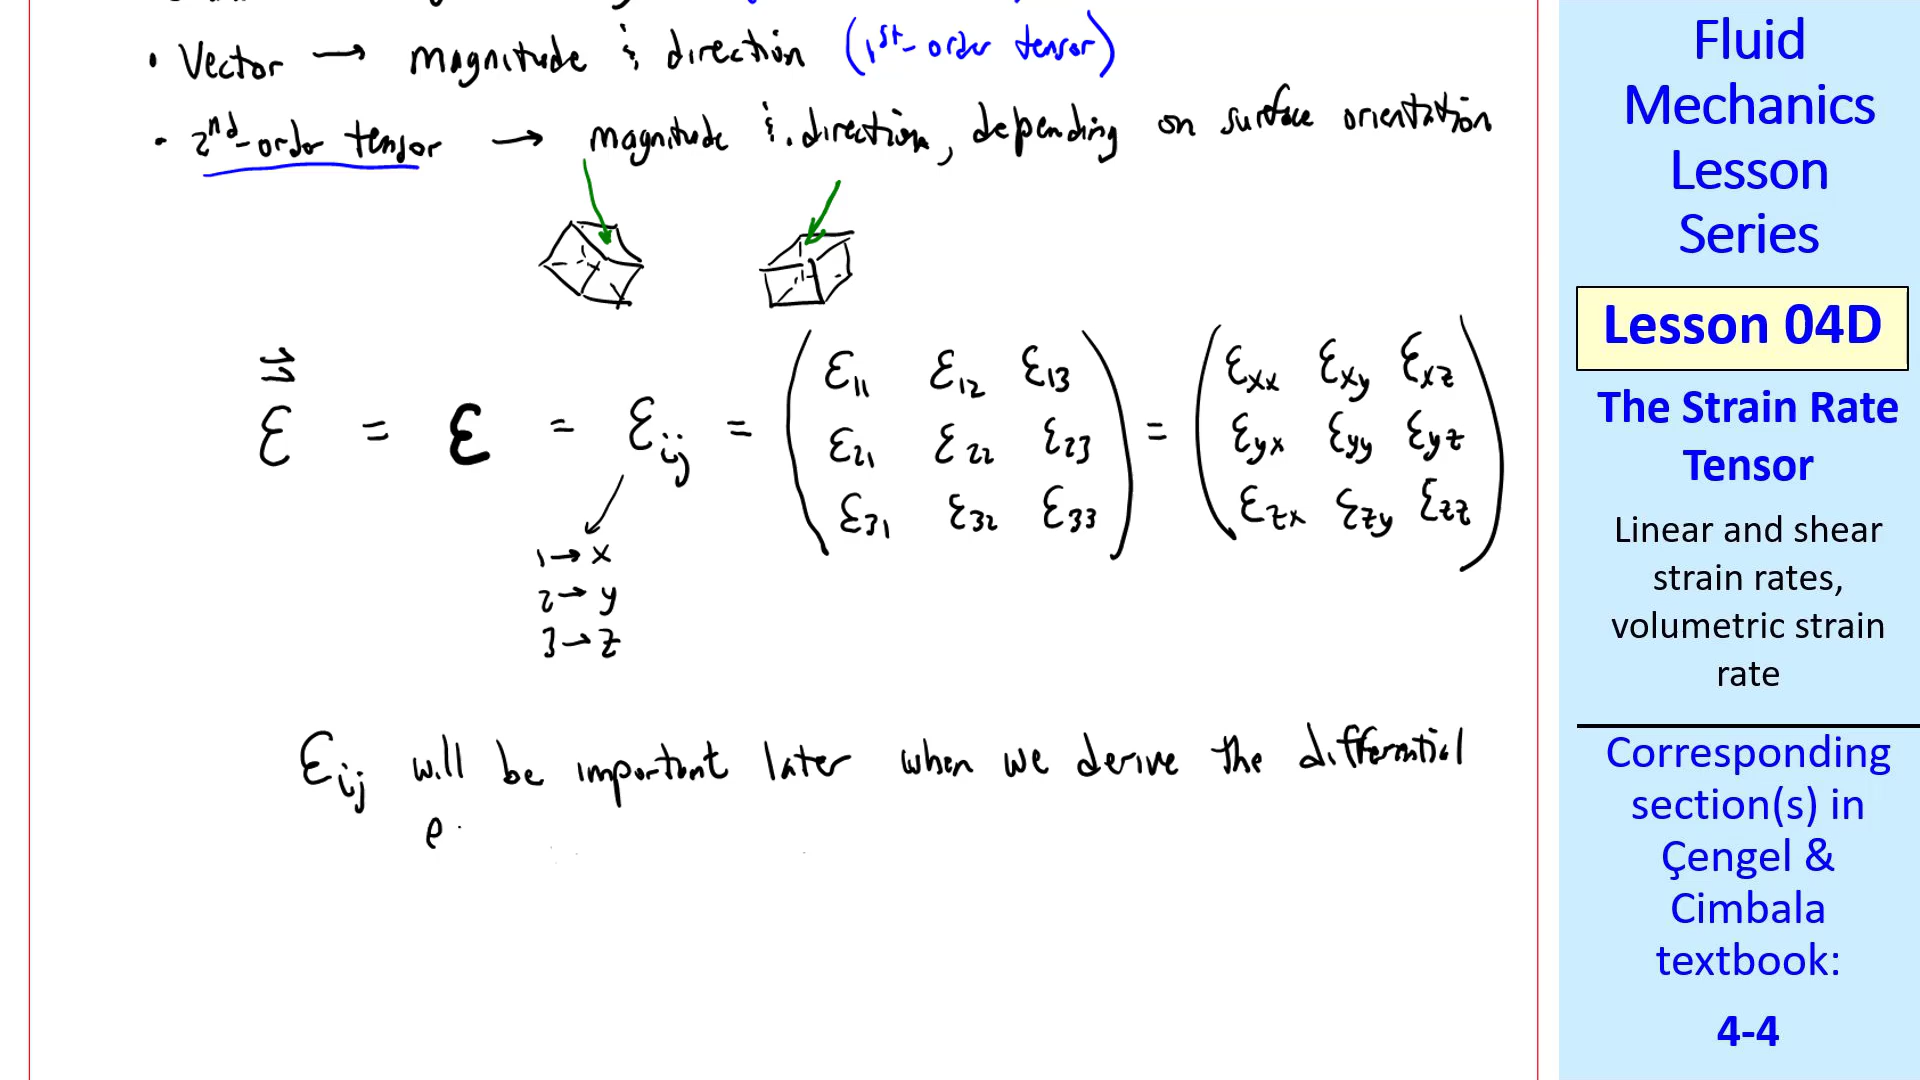 • Vector → magnitude & direction (1st-order tensor)
• 2nd-order tensor → magnitude & direction, depending on surface orientation
ε⃗⃗ = ε = εij = (ε11 ε12 ε13 = (εxx εxy εxz
ε21 ε22 ε23 εyx εyy εyz
ε31 ε32 ε33) εzx εzy εzz)
1 → x
2 → y
3 → z
εij will be important later when we derive the differential
e
Fluid
Mechanics
Lesson
Series
Lesson 04D
The Strain Rate
Tensor
Linear and shear
strain rates,
volumetric strain
rate
Corresponding
section(s) in
Çengel &
Cimbala
textbook:
4-4